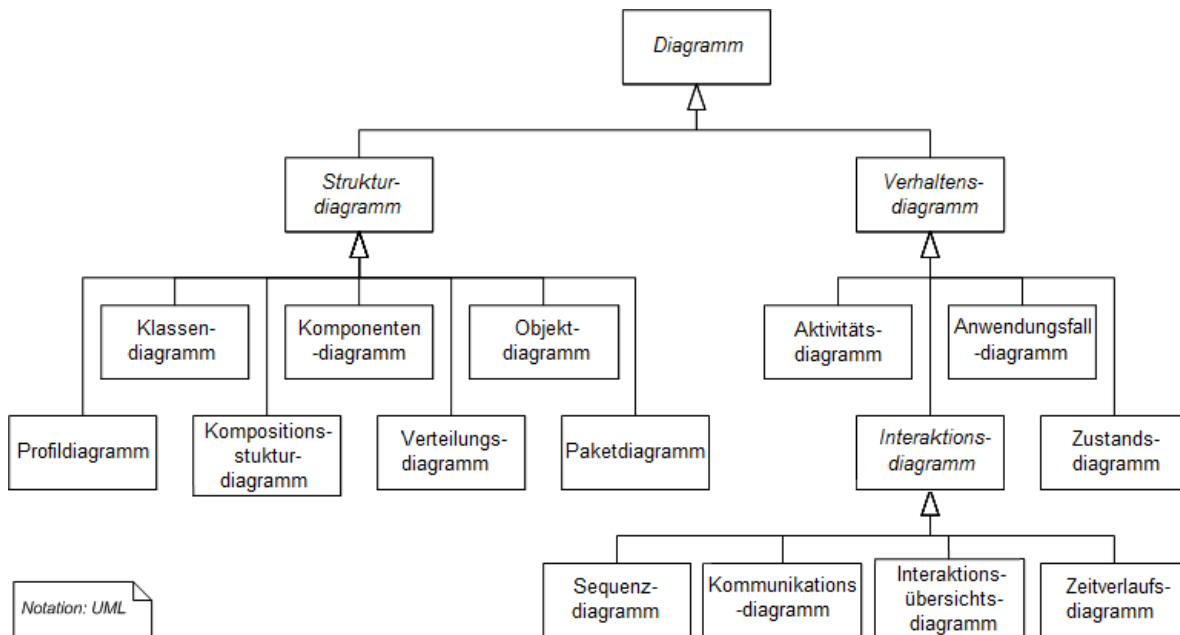 Diagramm
Struktur-
diagramm
Verhaltens-
diagramm
Klassen-
diagramm
Komponenten
-diagramm
Objekt-
diagramm
Aktivitäts-
diagramm
Anwendungsfall
-diagramm
Profildiagramm
Kompositions-
stuktur-
diagramm
Verteilungs-
diagramm
Paketdiagramm
Interaktions-
diagramm
Zustands-
diagramm
Sequenz-
diagramm
Kommunikations
-diagramm
Interaktions-
übersichts-
diagramm
Zeitverlaufs-
diagramm
Notation: UML